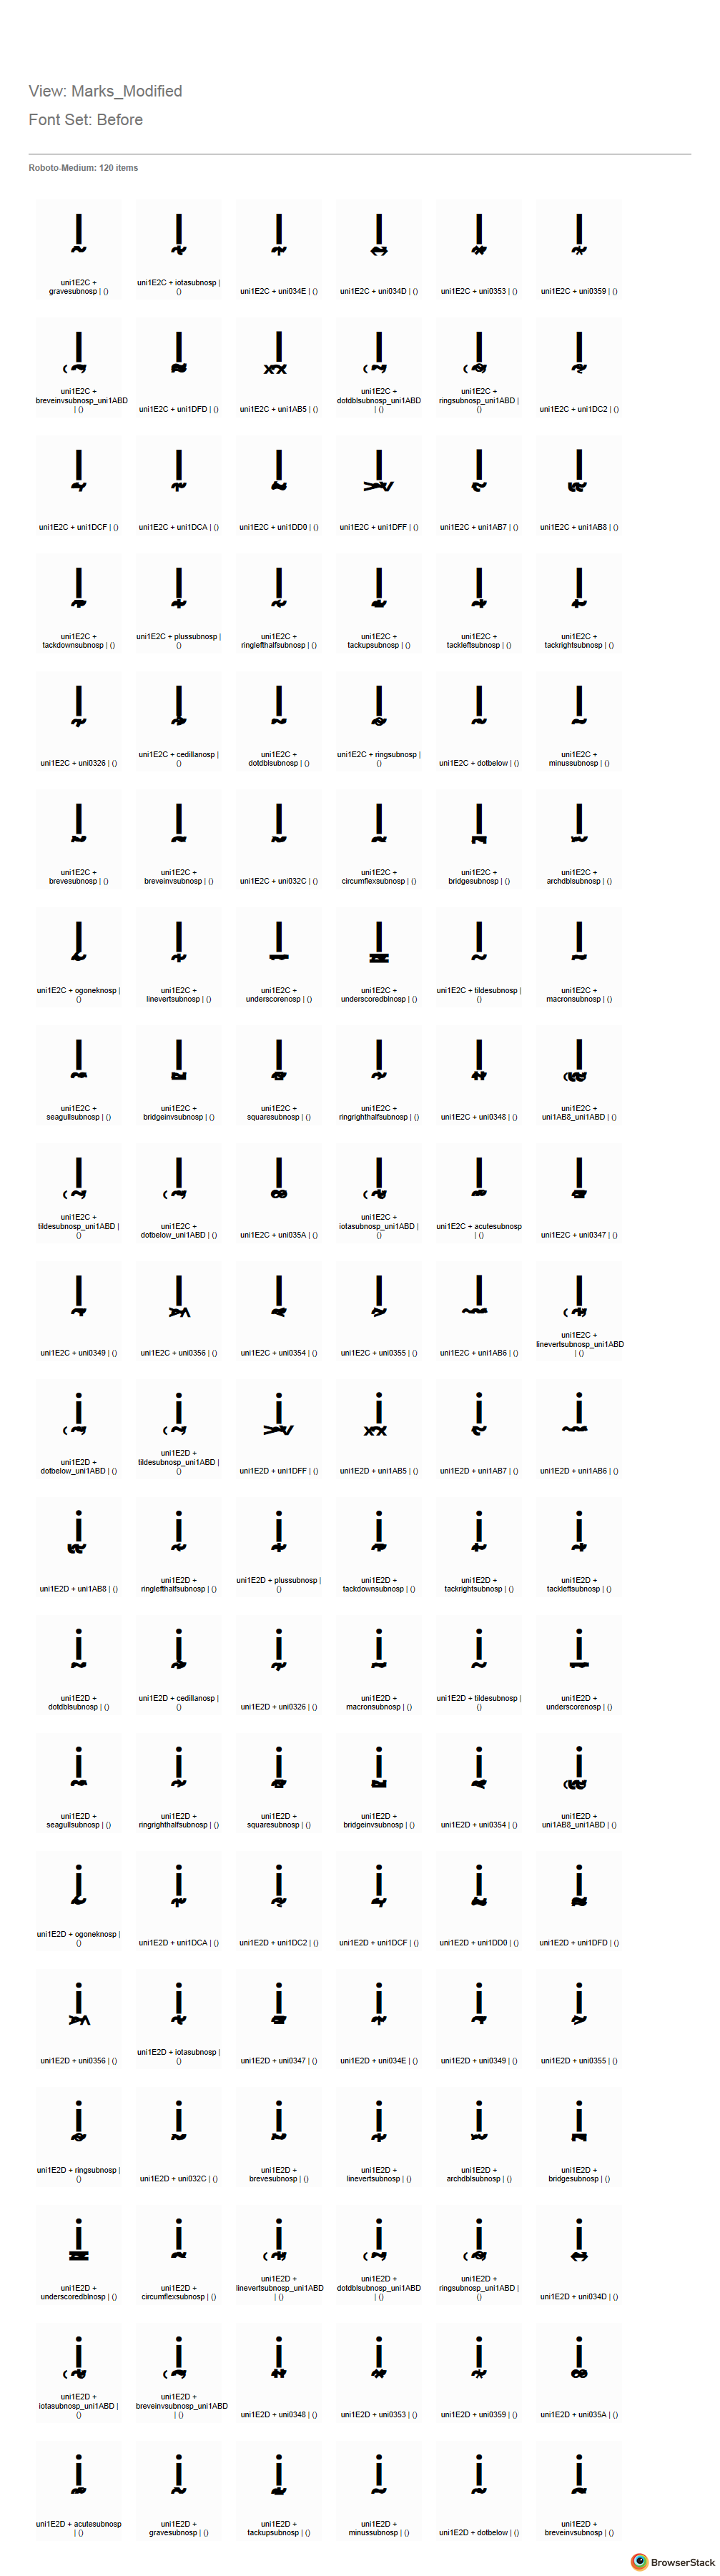 View: Marks_Modified
Font Set: Before
Roboto-Medium: 120 items
uni1E2C + gravesubnosp | ()
uni1E2C + iotasubnosp | ()
uni1E2C + uni034E | ()
uni1E2C + uni034D | ()
uni1E2C + uni0353 | ()
uni1E2C + uni0359 | ()
uni1E2C + breveinvsubnosp_uni1ABD | ()
uni1E2C + uni1DFD | ()
uni1E2C + uni1AB5 | ()
uni1E2C + dotdblsubnosp_uni1ABD | ()
uni1E2C + ringsubnosp_uni1ABD | ()
uni1E2C + uni1DC2 | ()
uni1E2C + uni1DCF | ()
uni1E2C + uni1DCA | ()
uni1E2C + uni1DD0 | ()
uni1E2C + uni1DFF | ()
uni1E2C + uni1AB7 | ()
uni1E2C + uni1AB8 | ()
uni1E2C + tackdownsubnosp | ()
uni1E2C + plussubnosp | ()
uni1E2C + ringlefthalfsubnosp | ()
uni1E2C + tackupsubnosp | ()
uni1E2C + tackleftsubnosp | ()
uni1E2C + tackrightsubnosp | ()
uni1E2C + uni0326 | ()
uni1E2C + cedillanosp | ()
uni1E2C + dotdblsubnosp | ()
uni1E2C + ringsubnosp | ()
uni1E2C + dotbelow | ()
uni1E2C + minussubnosp | ()
uni1E2C + brevesubnosp | ()
uni1E2C + breveinvsubnosp | ()
uni1E2C + uni032C | ()
uni1E2C + circumflexsubnosp | ()
uni1E2C + bridgesubnosp | ()
uni1E2C + archdblsubnosp | ()
uni1E2C + ogoneknosp | ()
uni1E2C + linevertsubnosp | ()
uni1E2C + underscorenosp | ()
uni1E2C + underscoredblnosp | ()
uni1E2C + tildesubnosp | ()
uni1E2C + macronsubnosp | ()
uni1E2C + seagullsubnosp | ()
uni1E2C + bridgeinvsubnosp | ()
uni1E2C + squaresubnosp | ()
uni1E2C + ringrighthalfsubnosp | ()
uni1E2C + uni0348 | ()
uni1E2C + uni1AB8_uni1ABD | ()
uni1E2C + tildesubnosp_uni1ABD | ()
uni1E2C + dotbelow_uni1ABD | ()
uni1E2C + uni035A | ()
uni1E2C + iotasubnosp_uni1ABD | ()
uni1E2C + acutesubnosp | ()
uni1E2C + uni0347 | ()
uni1E2C + uni0349 | ()
uni1E2C + uni0356 | ()
uni1E2C + uni0354 | ()
uni1E2C + uni0355 | ()
uni1E2C + uni1AB6 | ()
uni1E2C + linevertsubnosp_uni1ABD | ()
uni1E2D + dotbelow_uni1ABD | ()
uni1E2D + tildesubnosp_uni1ABD | ()
uni1E2D + uni1DFF | ()
uni1E2D + uni1AB5 | ()
uni1E2D + uni1AB7 | ()
uni1E2D + uni1AB6 | ()
uni1E2D + uni1AB8 | ()
uni1E2D + ringlefthalfsubnosp | ()
uni1E2D + plussubnosp | ()
uni1E2D + tackdownsubnosp | ()
uni1E2D + tackrightsubnosp | ()
uni1E2D + tackleftsubnosp | ()
uni1E2D + dotdblsubnosp | ()
uni1E2D + cedillanosp | ()
uni1E2D + uni0326 | ()
uni1E2D + macronsubnosp | ()
uni1E2D + tildesubnosp | ()
uni1E2D + underscorenosp | ()
uni1E2D + seagullsubnosp | ()
uni1E2D + ringrighthalfsubnosp | ()
uni1E2D + squaresubnosp | ()
uni1E2D + bridgeinvsubnosp | ()
uni1E2D + uni0354 | ()
uni1E2D + uni1AB8_uni1ABD | ()
uni1E2D + ogoneknosp | ()
uni1E2D + uni1DCA | ()
uni1E2D + uni1DC2 | ()
uni1E2D + uni1DCF | ()
uni1E2D + uni1DD0 | ()
uni1E2D + uni1DFD | ()
uni1E2D + uni0356 | ()
uni1E2D + iotasubnosp | ()
uni1E2D + uni0347 | ()
uni1E2D + uni034E | ()
uni1E2D + uni0349 | ()
uni1E2D + uni0355 | ()
uni1E2D + ringsubnosp | ()
uni1E2D + uni032C | ()
uni1E2D + brevesubnosp | ()
uni1E2D + linevertsubnosp | ()
uni1E2D + archdblsubnosp | ()
uni1E2D + bridgesubnosp | ()
uni1E2D + underscoredblnosp | ()
uni1E2D + circumflexsubnosp | ()
uni1E2D + linevertsubnosp_uni1ABD | ()
uni1E2D + dotdblsubnosp_uni1ABD | ()
uni1E2D + ringsubnosp_uni1ABD | ()
uni1E2D + uni034D | ()
uni1E2D + iotasubnosp_uni1ABD | ()
uni1E2D + breveinvsubnosp_uni1ABD | ()
uni1E2D + uni0348 | ()
uni1E2D + uni0353 | ()
uni1E2D + uni0359 | ()
uni1E2D + uni035A | ()
uni1E2D + acutesubnosp | ()
uni1E2D + gravesubnosp | ()
uni1E2D + tackupsubnosp | ()
uni1E2D + minussubnosp | ()
uni1E2D + dotbelow | ()
uni1E2D + breveinvsubnosp | ()
BrowserStack